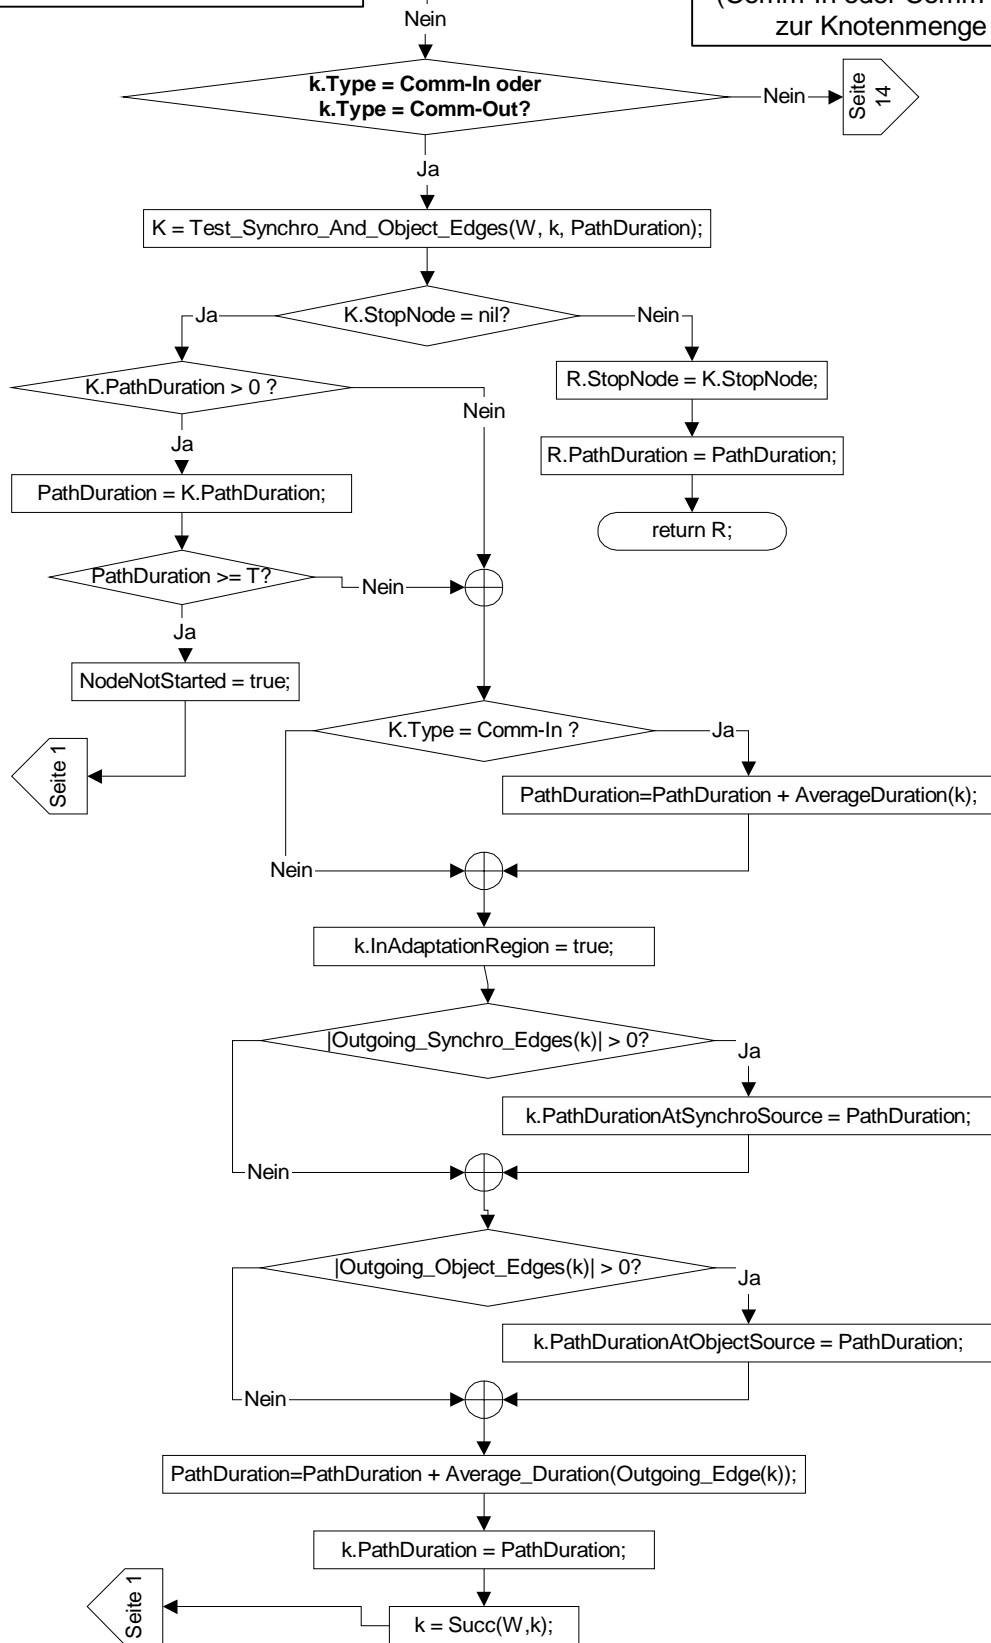 (Comm-In oder Comm
zur Knotenmenge
Nein
k.Type = Comm-In oder
k.Type = Comm-Out?
Nein
Seite
14
Ja
K = Test_Synchro_And_Object_Edges(W, k, PathDuration);
K.StopNode = nil?
Ja
Nein
K.PathDuration > 0 ?
R.StopNode = K.StopNode;
Nein
Ja
R.PathDuration = PathDuration;
PathDuration = K.PathDuration;
return R;
PathDuration >= T?
Nein
Ja
NodeNotStarted = true;
K.Type = Comm-In ?
Ja
Seite 1
PathDuration=PathDuration + AverageDuration(k);
Nein
k.InAdaptationRegion = true;
|Outgoing_Synchro_Edges(k)| > 0?
Ja
k.PathDurationAtSynchroSource = PathDuration;
Nein
|Outgoing_Object_Edges(k)| > 0?
Ja
k.PathDurationAtObjectSource = PathDuration;
Nein
PathDuration=PathDuration + Average_Duration(Outgoing_Edge(k));
k.PathDuration = PathDuration;
Seite 1
k = Succ(W,k);